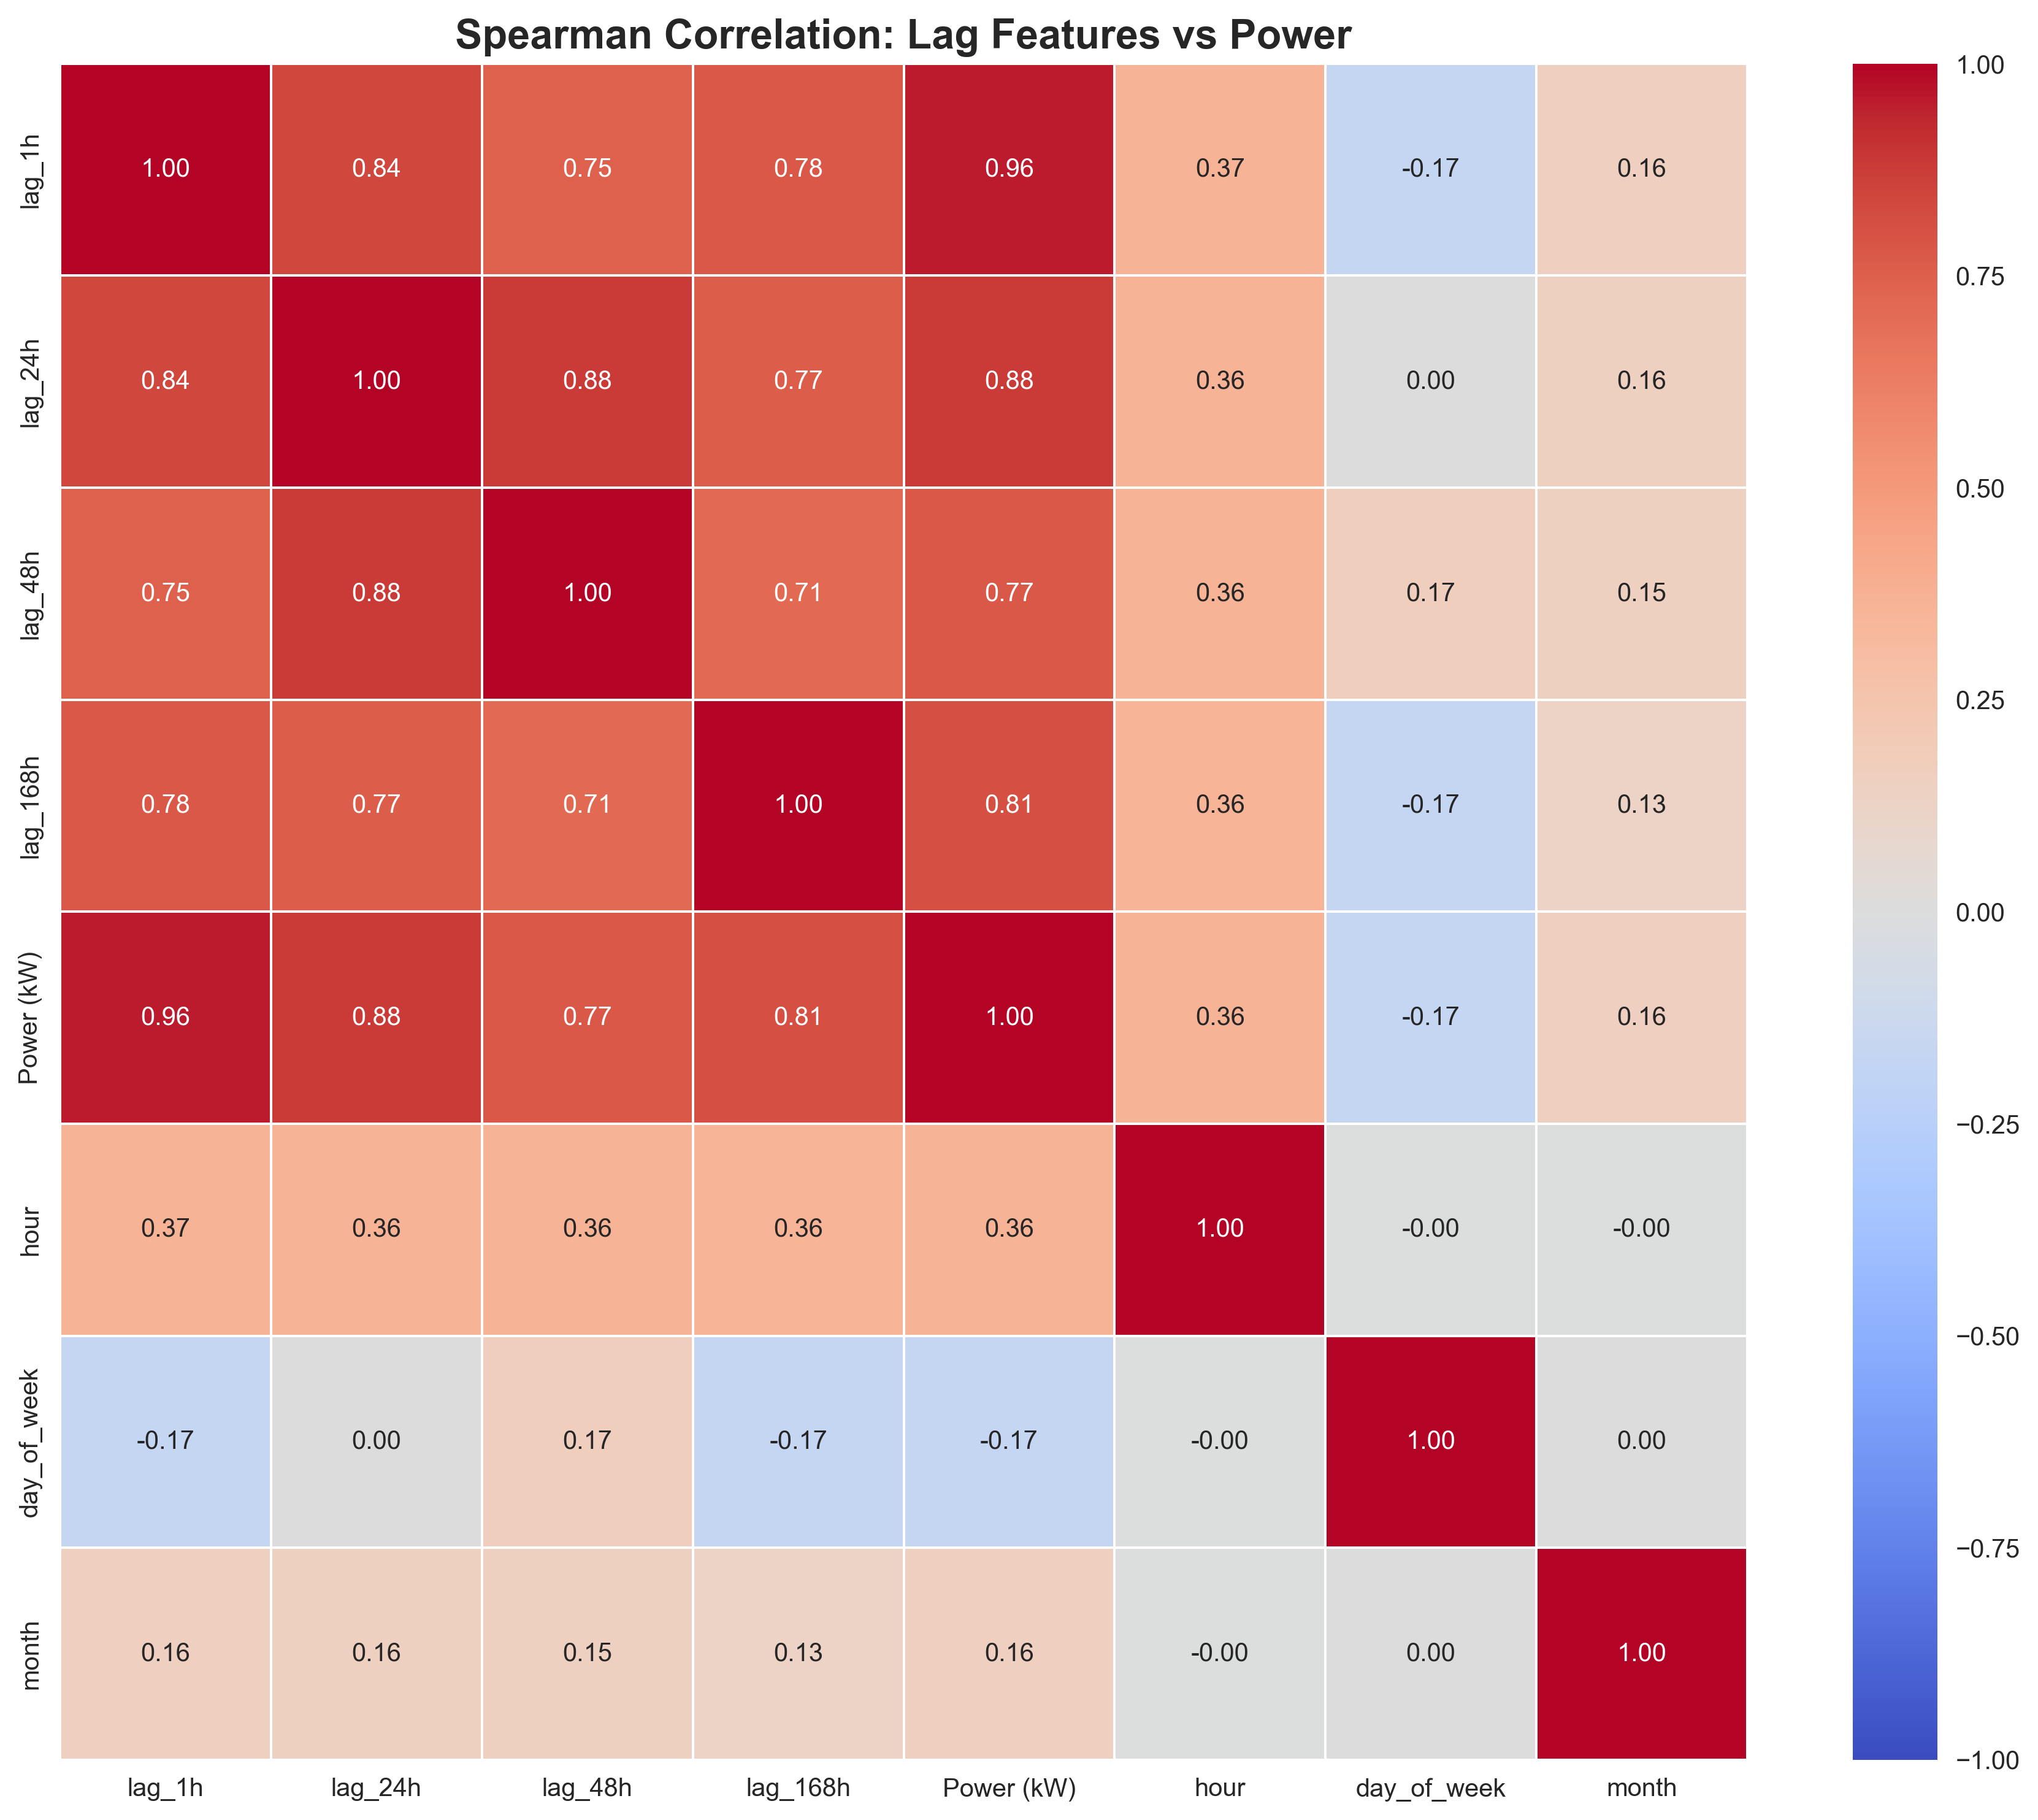 Spearman Correlation: Lag Features vs Power
lag_1h 1.00 0.84 0.75 0.78 0.96 0.37 -0.17 0.16
lag_24h 0.84 1.00 0.88 0.77 0.88 0.36 0.00 0.16
lag_48h 0.75 0.88 1.00 0.71 0.77 0.36 0.17 0.15
lag_168h 0.78 0.77 0.71 1.00 0.81 0.36 -0.17 0.13
Power (kW) 0.96 0.88 0.77 0.81 1.00 0.36 -0.17 0.16
hour 0.37 0.36 0.36 0.36 0.36 1.00 -0.00 -0.00
day_of_week -0.17 0.00 0.17 -0.17 -0.17 -0.00 1.00 0.00
month 0.16 0.16 0.15 0.13 0.16 -0.00 0.00 1.00
lag_1h lag_24h lag_48h lag_168h Power (kW) hour day_of_week month
1.00
0.75
0.50
0.25
0.00
−0.25
−0.50
−0.75
−1.00